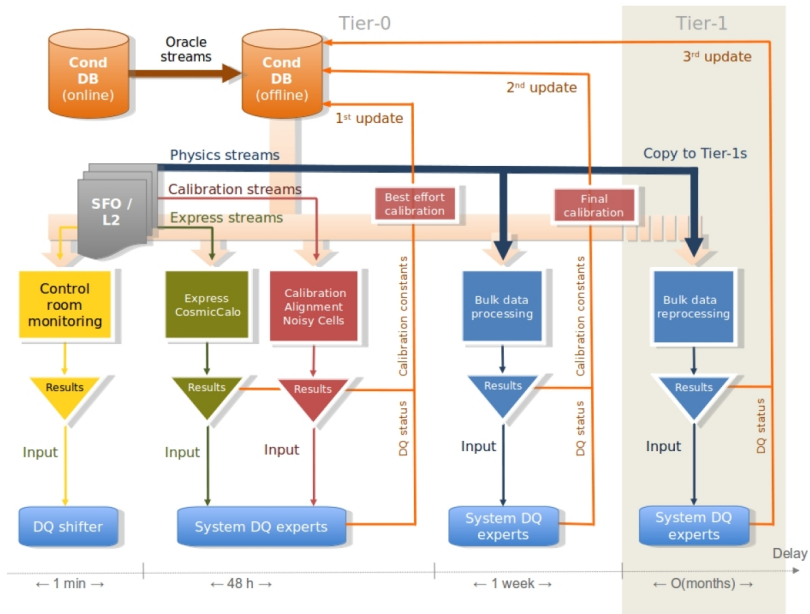 Tier-0
Tier-1
Cond
DB
(online)
Oracle
streams
Cond
DB
(offline)
1st update
2nd update
3rd update
Physics streams
Copy to Tier-1s
SFO /
L2
Calibration streams
Express streams
Best effort
calibration
Final
calibration
Control
room
monitoring
Express
CosmicCalo
Calibration
Alignment
Noisy Cells
Calibration constants
Bulk data
processing
Calibration constants
Bulk data
reprocessing
Results
Results
Results
Results
Results
DQ status
DQ status
DQ status
Input
Input
Input
Input
Input
DQ shifter
System DQ experts
System DQ
experts
System DQ
experts
Delay
← 1 min →
← 48 h →
← 1 week →
← O(months) →